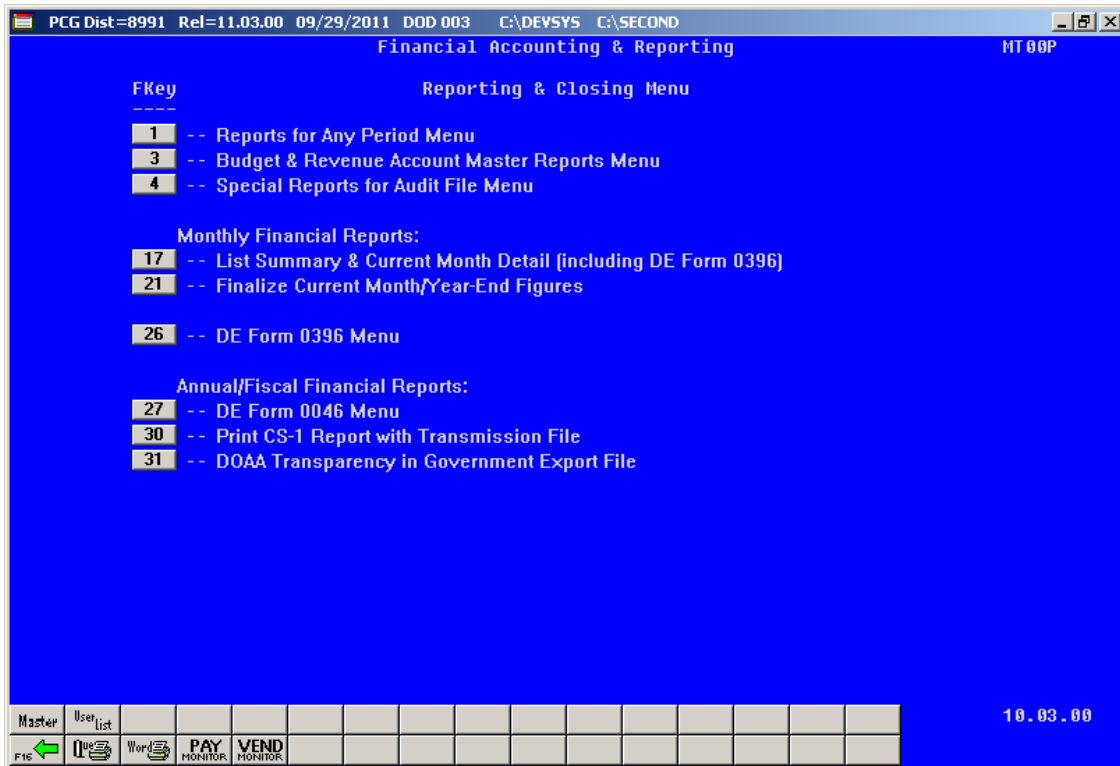 PCG Dist=8991 Rel=11.03.00 09/29/2011 DOD 003 C:\DEVSYS C:\SECOND
Financial Accounting & Reporting MT00P
FKey Reporting & Closing Menu
----
1 -- Reports for Any Period Menu
3 -- Budget & Revenue Account Master Reports Menu
4 -- Special Reports for Audit File Menu
Monthly Financial Reports:
17 -- List Summary & Current Month Detail (including DE Form 0396)
21 -- Finalize Current Month/Year-End Figures
26 -- DE Form 0396 Menu
Annual/Fiscal Financial Reports:
27 -- DE Form 0046 Menu
30 -- Print CS-1 Report with Transmission File
31 -- DOAA Transparency in Government Export File
Master User List 10.03.00
F16 Que Word PAY MONITOR VEND MONITOR